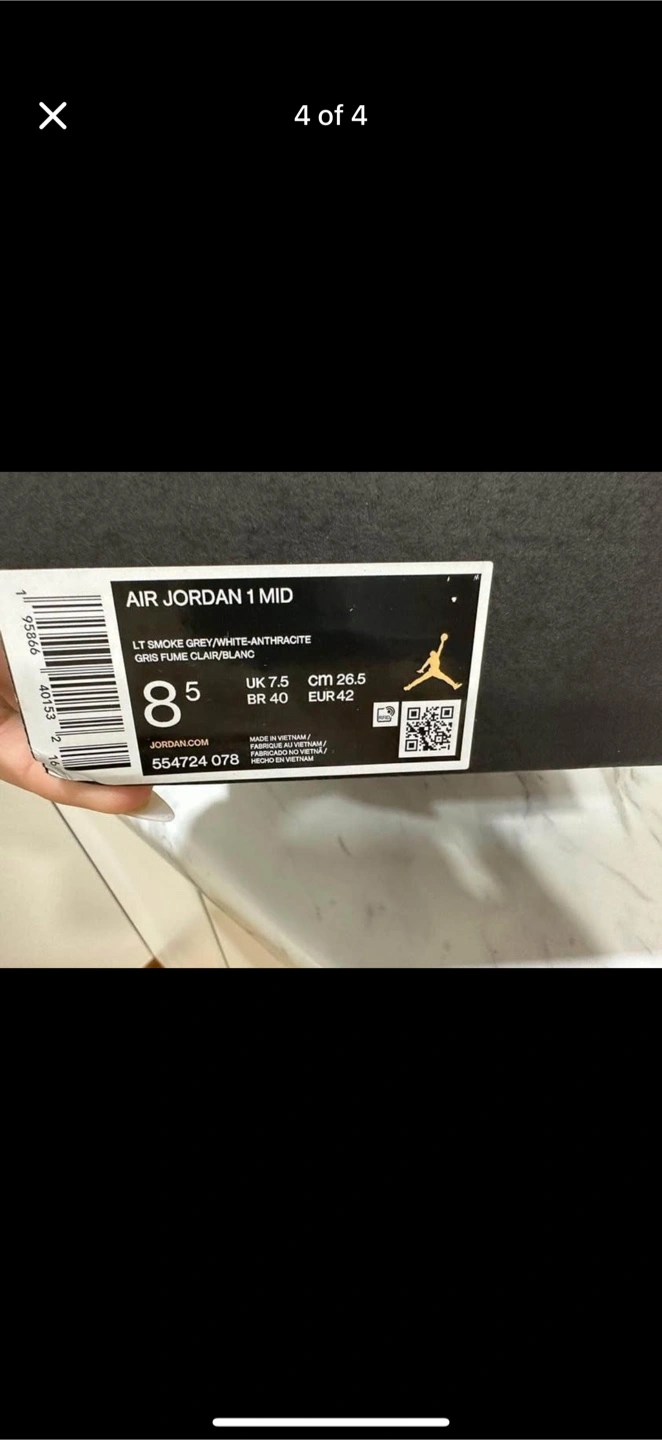 4 of 4
AIR JORDAN 1 MID
LT SMOKE GREY/WHITE-ANTHRACITE
GRIS FUME CLAIR/BLANC
8 5
UK 7.5 cm 26.5
BR 40 EUR 42
JORDAN.COM
554724 078
MADE IN VIETNAM /
FABRIQUE AU VIETNAM /
FABRICADO NO VIETNÃ /
HECHO EN VIETNAM
1 95866 40153 2